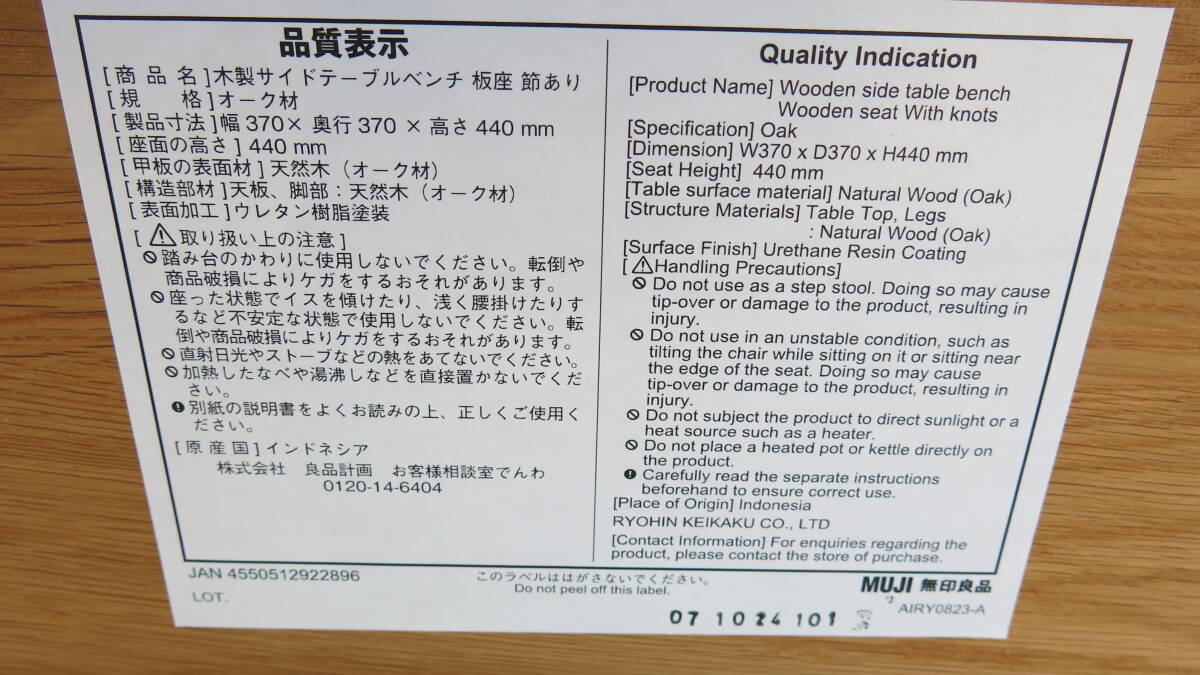 品質表示
[商品名]木製サイドテーブルベンチ 板座 節あり
[規 格]オーク材
[製品寸法]幅 370× 奥行 370 × 高さ 440 mm
[座面の高さ] 440 mm
[甲板の表面材] 天然木（オーク材）
[構造部材]天板、脚部：天然木（オーク材）
[表面加工]ウレタン樹脂塗装
[⚠取り扱い上の注意]
🛇踏み台のかわりに使用しないでください。転倒や
商品破損によりケガをするおそれがあります。
🛇座った状態でイスを傾けたり、浅く腰掛けたりす
るなど不安定な状態で使用しないでください。転
倒や商品破損によりケガをするおそれがあります。
🛇直射日光やストーブなどの熱をあてないでください。
🛇加熱したなべや湯沸しなどを直接置かないでくだ
さい。
❶別紙の説明書をよくお読みの上、正しくご使用く
ださい。
[原産国]インドネシア
株式会社 良品計画 お客様相談室でんわ
0120-14-6404
Quality Indication
[Product Name] Wooden side table bench
Wooden seat With knots
[Specification] Oak
[Dimension] W370 x D370 x H440 mm
[Seat Height] 440 mm
[Table surface material] Natural Wood (Oak)
[Structure Materials] Table Top, Legs
: Natural Wood (Oak)
[Surface Finish] Urethane Resin Coating
[⚠Handling Precautions]
🛇 Do not use as a step stool. Doing so may cause
tip-over or damage to the product, resulting in
injury.
🛇 Do not use in an unstable condition, such as
tilting the chair while sitting on it or sitting near
the edge of the seat. Doing so may cause
tip-over or damage to the product, resulting in
injury.
🛇 Do not subject the product to direct sunlight or a
heat source such as a heater.
🛇 Do not place a heated pot or kettle directly on
the product.
❶ Carefully read the separate instructions
beforehand to ensure correct use.
[Place of Origin] Indonesia
RYOHIN KEIKAKU CO., LTD
[Contact Information] For enquiries regarding the
product, please contact the store of purchase.
JAN 4550512922896
LOT.
このラベルははがさないでください。
Do not peel off this label.
MUJI 無印良品
AIRY0823-A
07 10 24 101